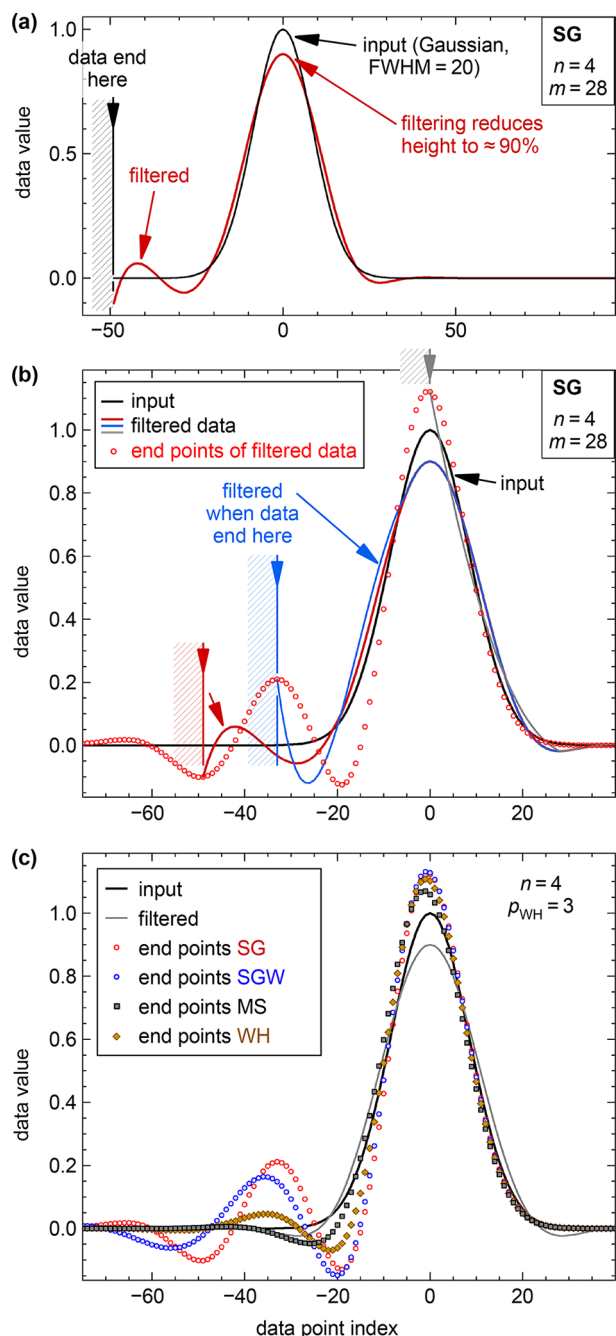 (a)
SG
n = 4
m = 28
data end
here
input (Gaussian,
FWHM = 20)
filtering reduces
height to ≈ 90%
filtered
data value
1.0
0.5
0.0
−50
0
50
(b)
SG
n = 4
m = 28
input
filtered data
end points of filtered data
filtered
when data
end here
input
data value
1.0
0.8
0.6
0.4
0.2
0.0
−60
−40
−20
0
20
(c)
input
filtered
end points SG
end points SGW
end points MS
end points WH
n = 4
pWH = 3
data value
1.0
0.8
0.6
0.4
0.2
0.0
−60
−40
−20
0
20
data point index